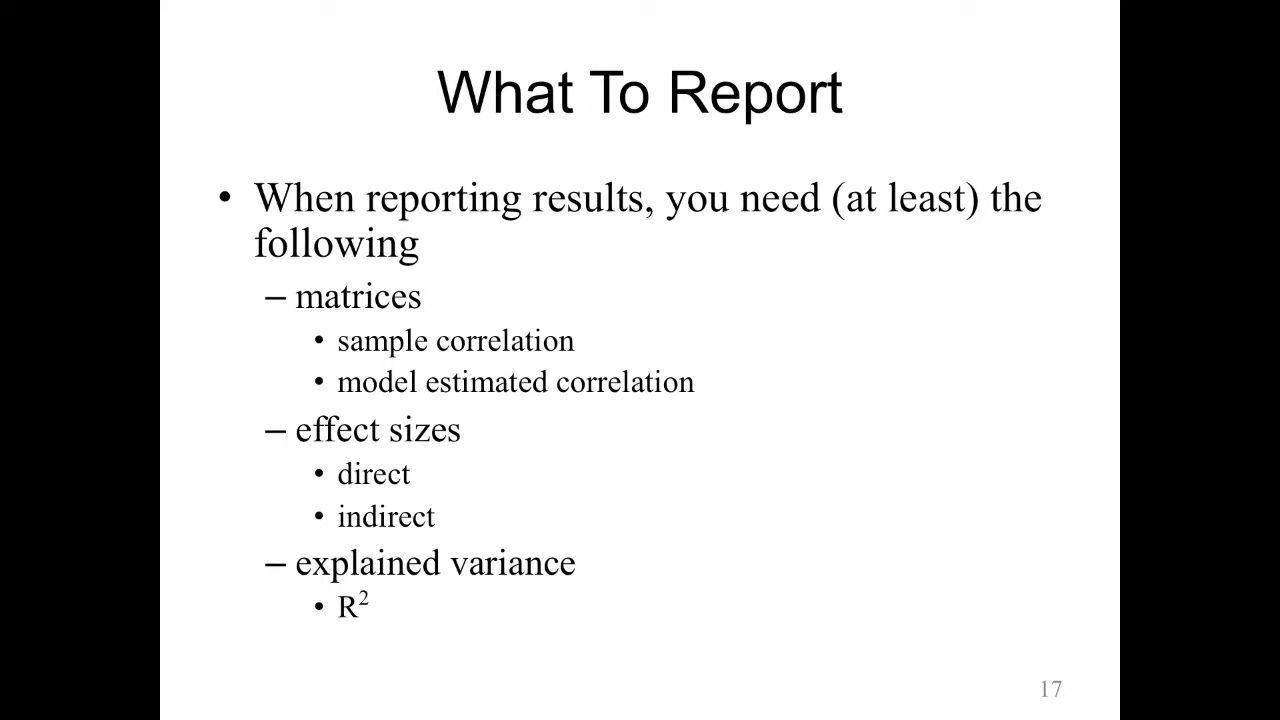 What To Report
• When reporting results, you need (at least) the
following
– matrices
• sample correlation
• model estimated correlation
– effect sizes
• direct
• indirect
– explained variance
• R²
17